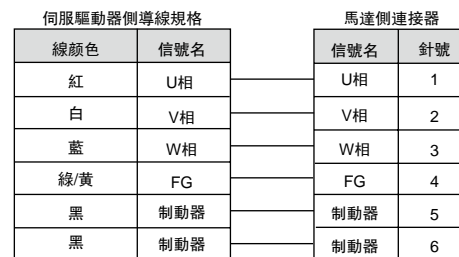 伺服驅動器側導線規格 馬達側連接器
線顏色 信號名 信號名 針號
紅 U相 U相 1
白 V相 V相 2
藍 W相 W相 3
綠/黃 FG FG 4
黑 制動器 制動器 5
黑 制動器 制動器 6